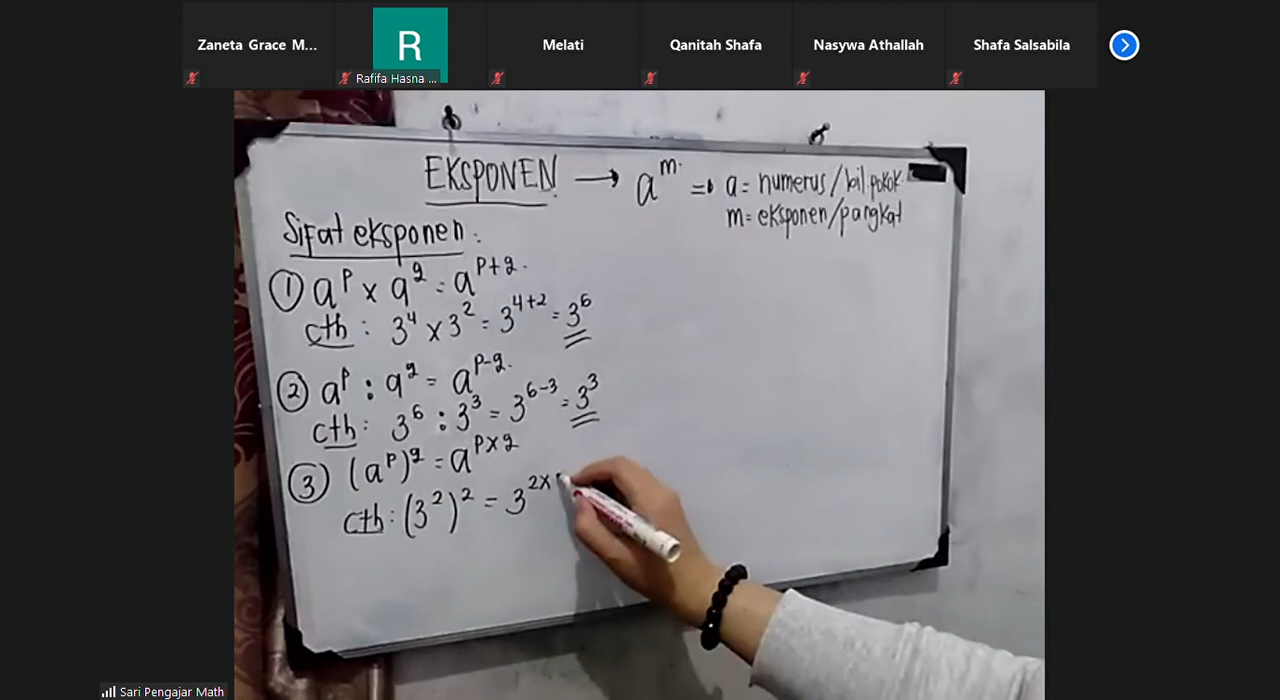 Zaneta Grace M...
R
Rafifa Hasna ...
Melati
Qanitah Shafa
Nasywa Athallah
Shafa Salsabila
EKSPONEN → a^m. ⇒ a = numerus/bil.pokok.
m = eksponen/pangkat
Sifat eksponen :
① a^p x a^q = a^(p+q).
cth : 3^4 x 3^2 = 3^(4+2) = 3^6
② a^p : a^q = a^(p-q).
cth : 3^6 : 3^3 = 3^(6-3) = 3^3
③ (a^p)^q = a^(p x q)
cth : (3^2)^2 = 3^(2x
Sari Pengajar Math